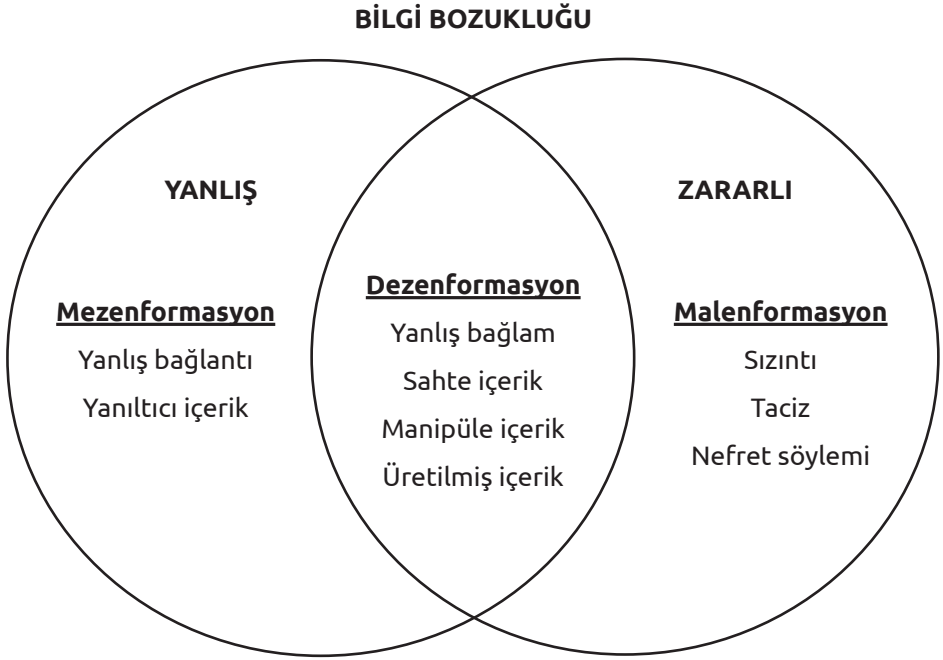 BİLGİ BOZUKLUĞU
YANLIŞ
Mezenformasyon
Yanlış bağlantı
Yanıltıcı içerik
Dezenformasyon
Yanlış bağlam
Sahte içerik
Manipüle içerik
Üretilmiş içerik
ZARARLI
Malenformasyon
Sızıntı
Taciz
Nefret söylemi